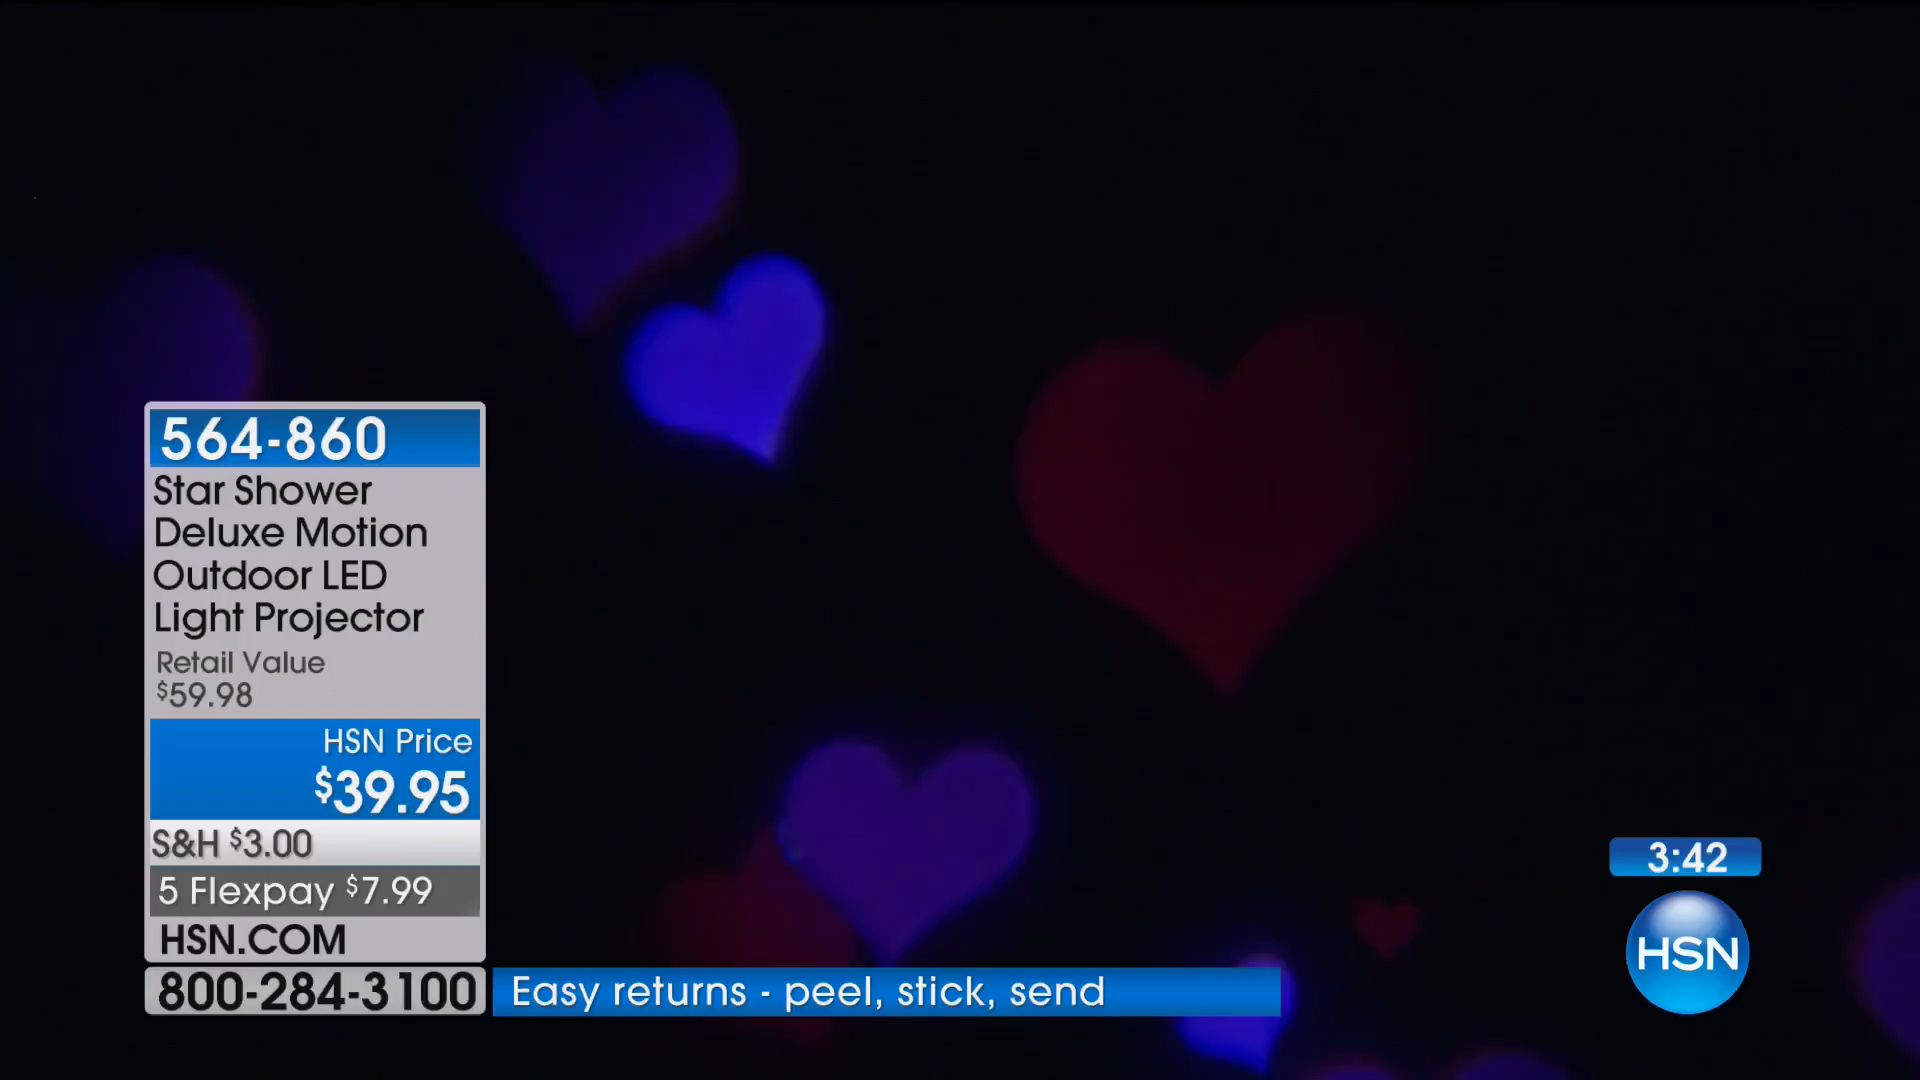 564-860
Star Shower
Deluxe Motion
Outdoor LED
Light Projector
Retail Value
$59.98
HSN Price
$39.95
S&H $3.00
5 Flexpay $7.99
HSN.COM
800-284-3100
Easy returns - peel, stick, send
3:42
HSN